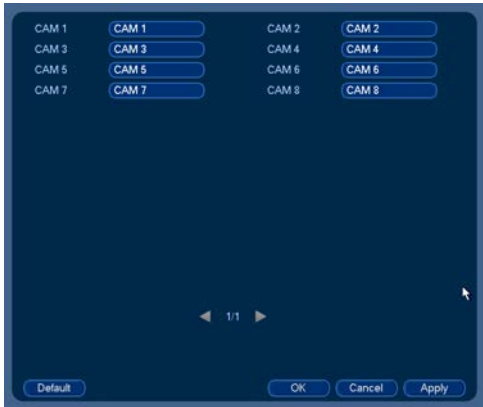 CAM 1 CAM 1 CAM 2 CAM 2
CAM 3 CAM 3 CAM 4 CAM 4
CAM 5 CAM 5 CAM 6 CAM 6
CAM 7 CAM 7 CAM 8 CAM 8
1/1
Default OK Cancel Apply